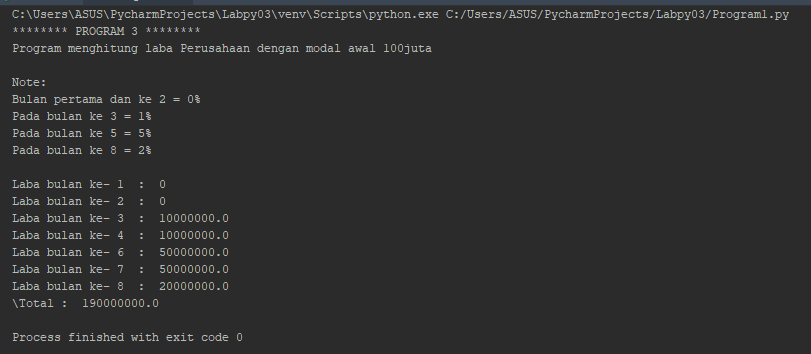 C:\Users\ASUS\PycharmProjects\Labpy03\venv\Scripts\python.exe C:/Users/ASUS/PycharmProjects/Labpy03/Program1.py
******** PROGRAM 3 ********
Program menghitung laba Perusahaan dengan modal awal 100juta
Note:
Bulan pertama dan ke 2 = 0%
Pada bulan ke 3 = 1%
Pada bulan ke 5 = 5%
Pada bulan ke 8 = 2%
Laba bulan ke- 1  :  0
Laba bulan ke- 2  :  0
Laba bulan ke- 3  :  10000000.0
Laba bulan ke- 4  :  10000000.0
Laba bulan ke- 6  :  50000000.0
Laba bulan ke- 7  :  50000000.0
Laba bulan ke- 8  :  20000000.0
\Total :  190000000.0
Process finished with exit code 0